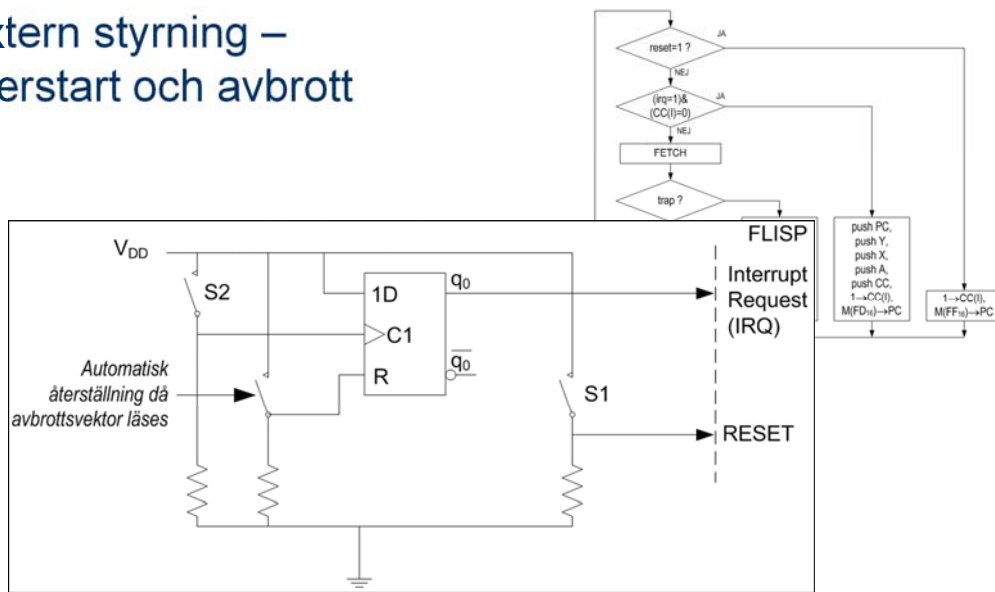 xtern styrning –
erstart och avbrott
reset=1 ?
JA
NEJ
(irq=1)&
(CC(I)=0)
JA
NEJ
FETCH
trap ?
push PC,
push Y,
push X,
push A,
push CC,
1→CC(I),
M(FD₁₆)→PC
1→CC(I),
M(FF₁₆)→PC
V_DD
S2
1D
C1
R
q₀
q̅₀
Automatisk
återställning då
avbrottsvektor läses
S1
FLISP
Interrupt
Request
(IRQ)
RESET